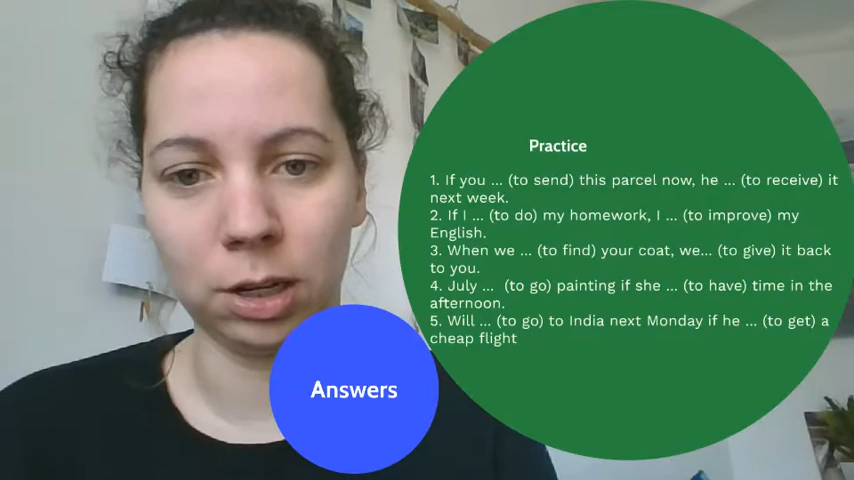 Practice
1. If you ... (to send) this parcel now, he ... (to receive) it
next week.
2. If I ... (to do) my homework, I ... (to improve) my
English.
3. When we ... (to find) your coat, we... (to give) it back
to you.
4. July ... (to go) painting if she ... (to have) time in the
afternoon.
5. Will ... (to go) to India next Monday if he ... (to get) a
cheap flight
Answers